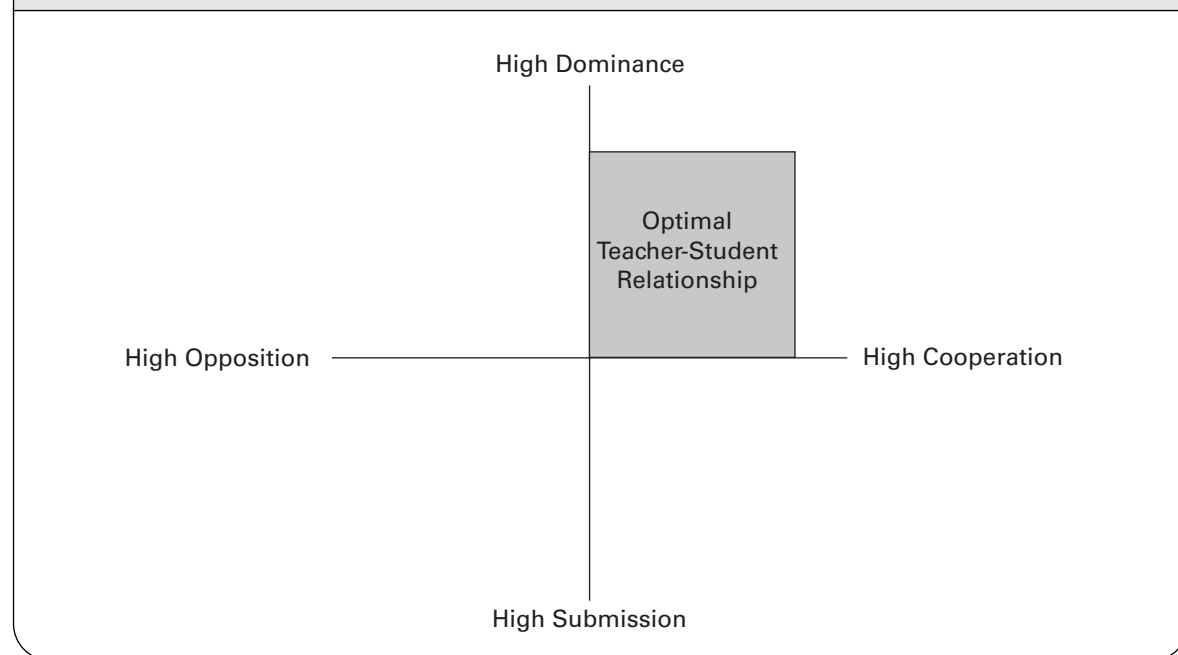 High Dominance
Optimal
Teacher-Student
Relationship
High Opposition
High Cooperation
High Submission